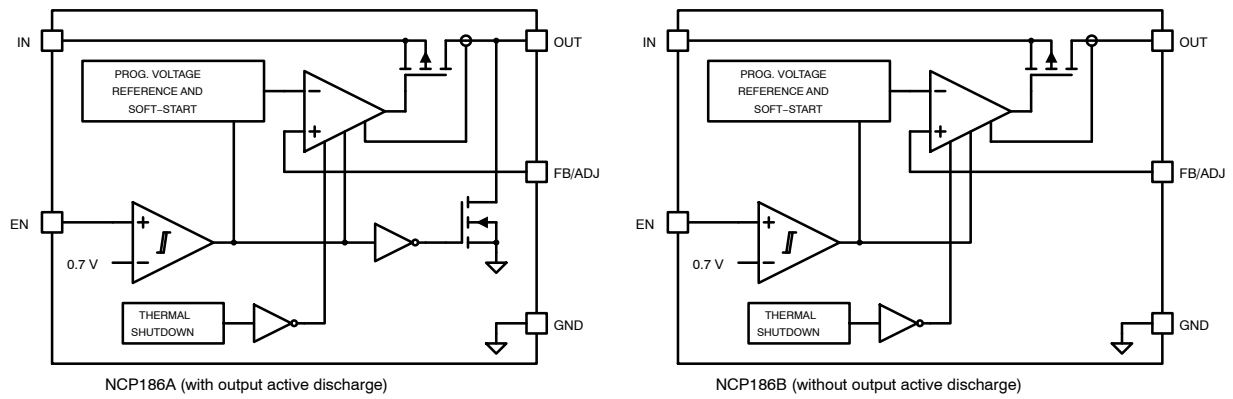 IN
OUT
PROG. VOLTAGE
REFERENCE AND
SOFT−START
−
+
FB/ADJ
EN
+
0.7 V
−
THERMAL
SHUTDOWN
GND
NCP186A (with output active discharge)
IN
OUT
PROG. VOLTAGE
REFERENCE AND
SOFT−START
−
+
FB/ADJ
EN
+
0.7 V
−
THERMAL
SHUTDOWN
GND
NCP186B (without output active discharge)